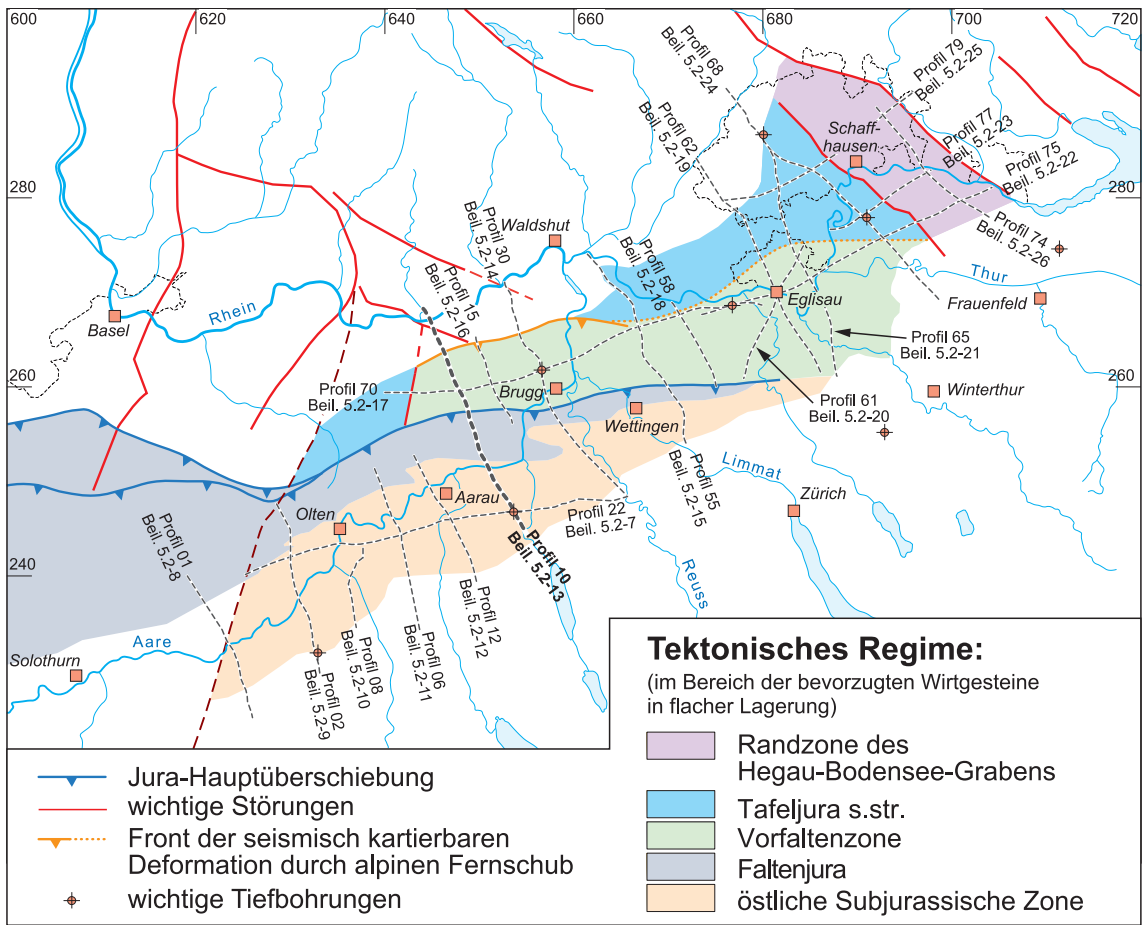 600
620
640
660
680
700
720
280
260
240
280
260
Profil 68
Beil. 5.2-24
Profil 79
Beil. 5.2-25
Profil 62
Beil. 5.2-19
Profil 77
Beil. 5.2-23
Profil 75
Beil. 5.2-22
Profil 74
Beil. 5.2-26
Schaff-
hausen
Waldshut
Profil 30
Beil. 5.2-14
Profil 15
Beil. 5.2-16
Profil 58
Beil. 5.2-18
Thur
Eglisau
Frauenfeld
Rhein
Basel
Profil 65
Beil. 5.2-21
Profil 70
Beil. 5.2-17
Brugg
Winterthur
Profil 61
Beil. 5.2-20
Wettingen
Limmat
Profil 55
Beil. 5.2-15
Zürich
Aarau
Olten
Profil 22
Beil. 5.2-7
Profil 10
Beil. 5.2-13
Reuss
Profil 01
Beil. 5.2-8
Profil 12
Beil. 5.2-12
Profil 06
Beil. 5.2-11
Profil 08
Beil. 5.2-10
Profil 02
Beil. 5.2-9
Aare
Solothurn
Tektonisches Regime:
(im Bereich der bevorzugten Wirtgesteine
in flacher Lagerung)
Randzone des
Hegau-Bodensee-Grabens
Tafeljura s.str.
Vorfaltenzone
Faltenjura
östliche Subjurassische Zone
Jura-Hauptüberschiebung
wichtige Störungen
Front der seismisch kartierbaren
Deformation durch alpinen Fernschub
wichtige Tiefbohrungen